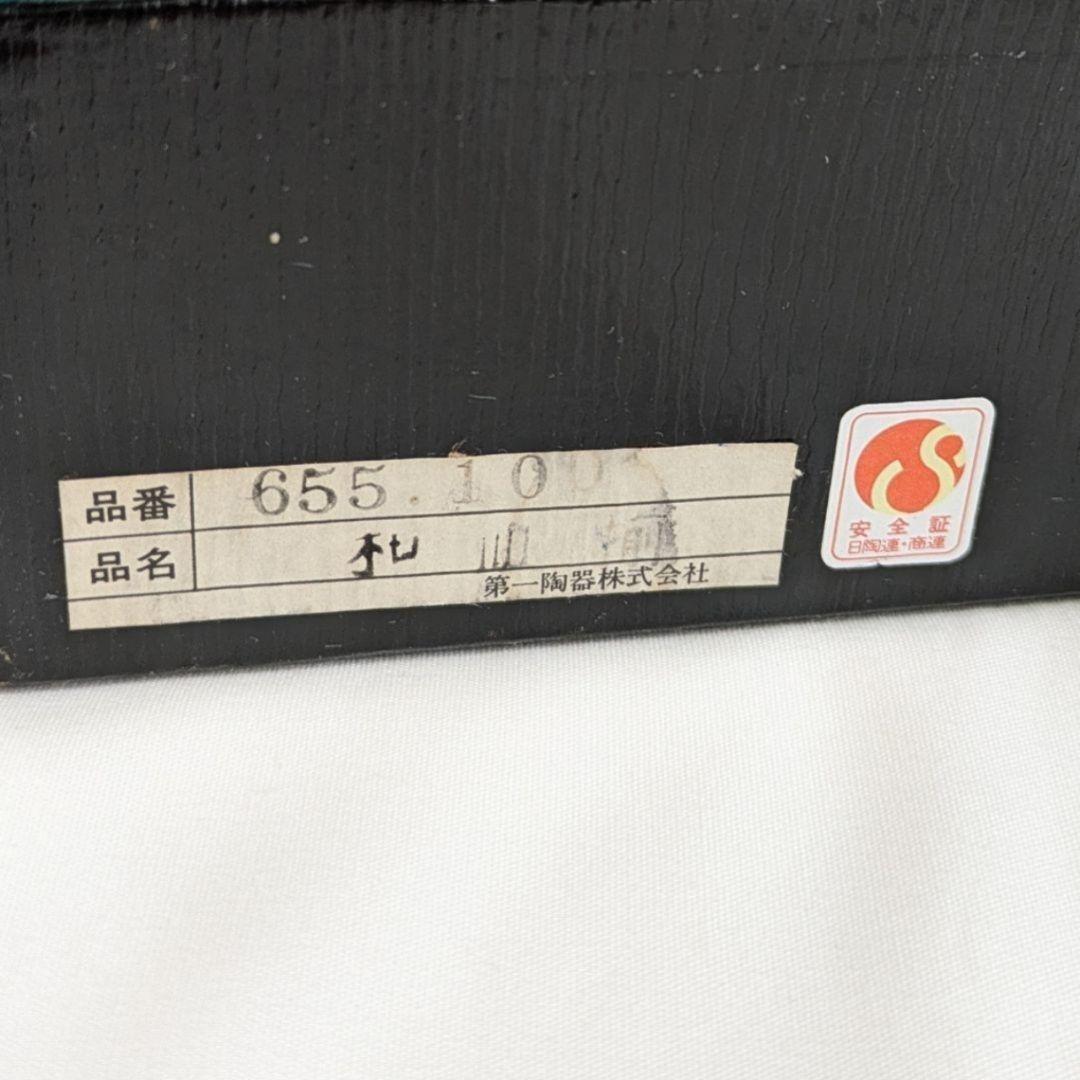 品番 655.100
品名
第一陶器株式会社
S
安全証
日陶連・商連